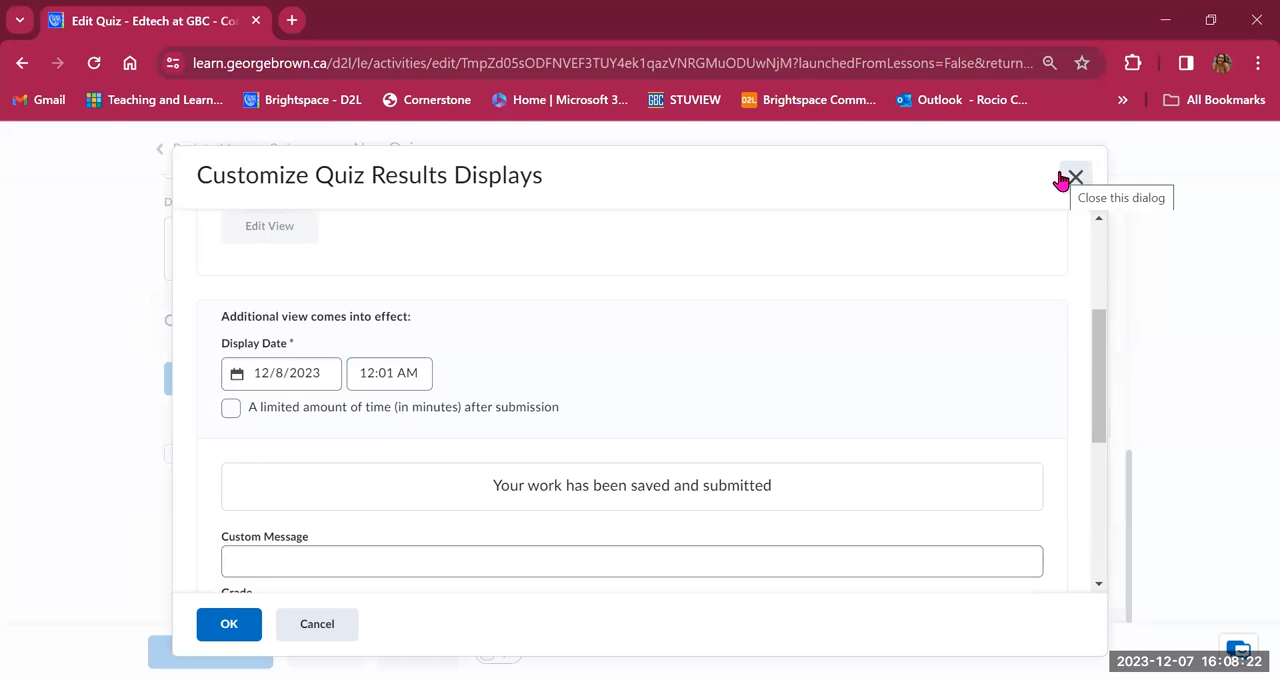 Edit Quiz - Edtech at GBC - Co
learn.georgebrown.ca/d2l/le/activities/edit/TmpZd05sODFNVEF3TUY4ek1qazVNRGMuODUwNjM?launchedFromLessons=False&return...
Gmail
Teaching and Learn...
Brightspace - D2L
Cornerstone
Home | Microsoft 3...
GBC STUVIEW
D2L Brightspace Comm...
Outlook - Rocio C...
»
All Bookmarks
Customize Quiz Results Displays
Close this dialog
Edit View
Additional view comes into effect:
Display Date *
12/8/2023 12:01 AM
A limited amount of time (in minutes) after submission
Your work has been saved and submitted
Custom Message
Grade
OK
Cancel
2023-12-07 16:08:22